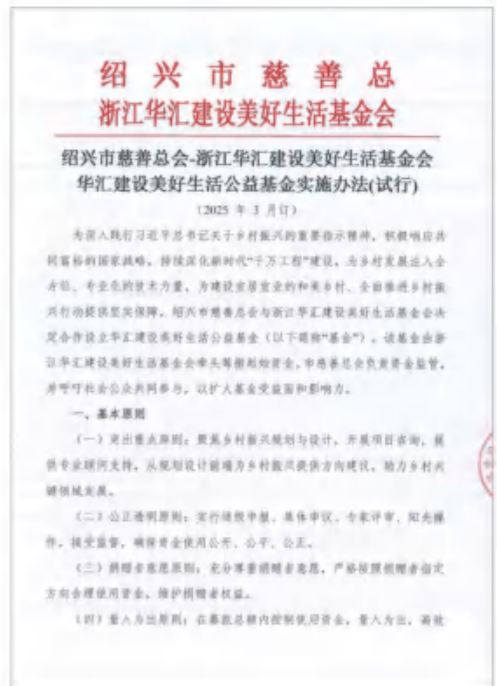 绍兴市慈善总
浙江华汇建设美好生活基金会
绍兴市慈善总会-浙江华汇建设美好生活基金会
华汇建设美好生活公益基金实施办法(试行)
（2025 年 3 月订）
为深入践行习近平总书记关于乡村振兴的重要指示精神，积极响应共
同富裕的国家战略，持续深化新时代“千万工程”建设，为乡村发展注入全
方位、专业化的技术力量，为建设宜居宜业的和美乡村、全面推进乡村振
兴行动提供坚实保障。绍兴市慈善总会与浙江华汇建设美好生活基金会决
定合作设立华汇建设美好生活公益基金（以下简称“基金”），该基金由浙
江华汇建设美好生活基金会牵头筹措起始资金，市慈善总会负责资金监管，
并呼吁社会公众共同参与，以扩大基金受益面和影响力。
一、基本原则
（一）突出重点原则：聚焦乡村振兴规划与设计，开展项目咨询，提
供专业顾问支持，从规划设计前端为乡村振兴提供方向建议，助力乡村关
键领域发展。
（二）公正透明原则：实行逐级申报、集体审议、专家评审、阳光操
作，接受监督，确保资金使用公开、公平、公正。
（三）捐赠者意愿原则：充分尊重捐赠者意愿，严格按照捐赠者指定
方向合理使用资金，维护捐赠者权益。
（四）量入为出原则：在募款总额内控制使用资金，量入为出，高效